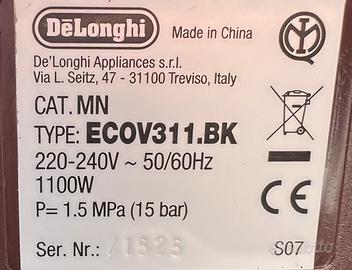 DeLonghi
Made in China
De'Longhi Appliances s.r.l.
Via L. Seitz, 47 - 31100 Treviso, Italy
CAT. MN
TYPE: ECOV311.BK
220-240V ~ 50/60Hz
1100W
P= 1.5 MPa (15 bar)
CE
Ser. Nr.: 71525
S07